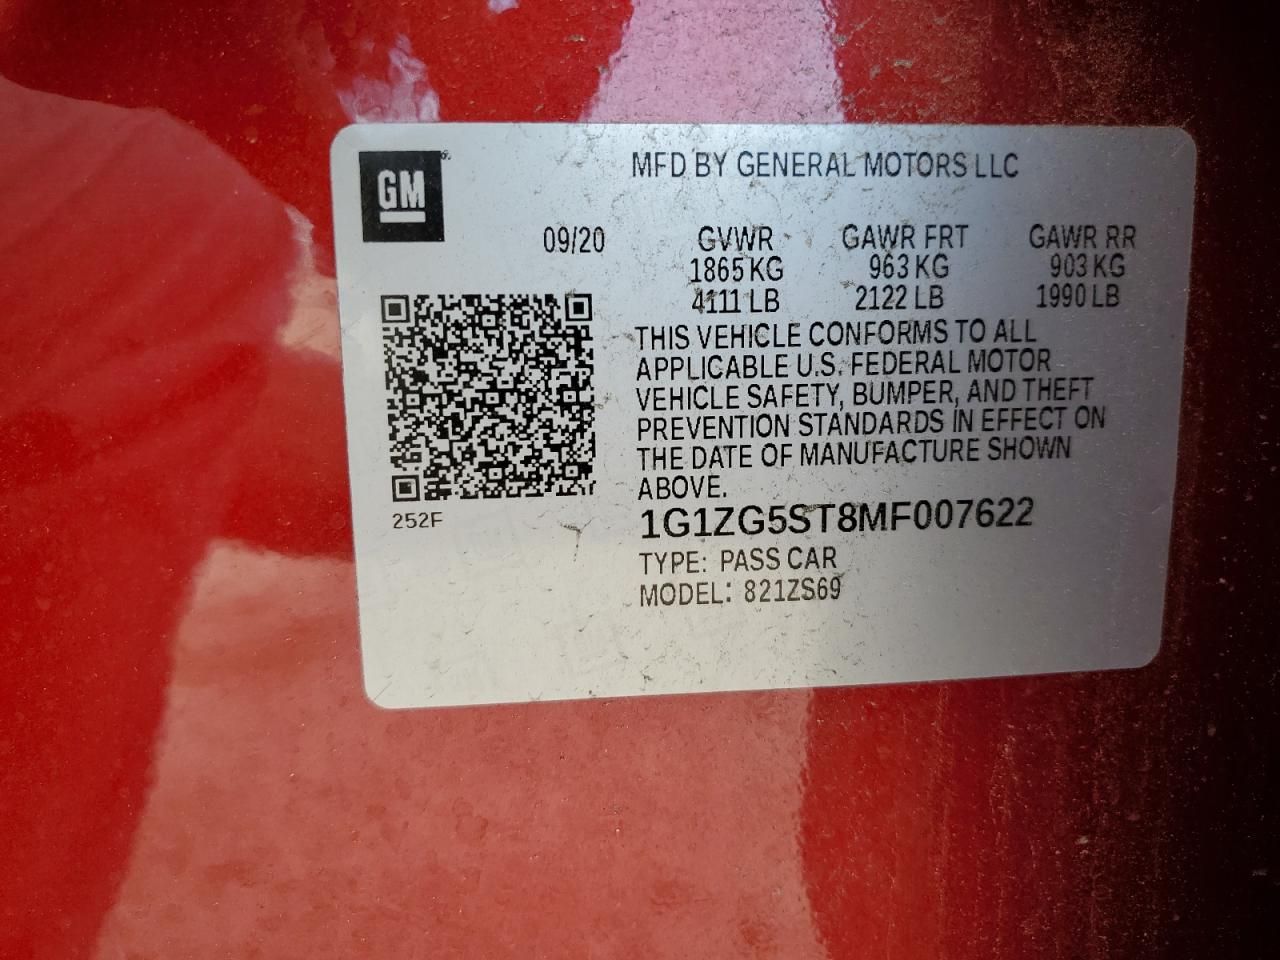 GM
MFD BY GENERAL MOTORS LLC
09/20 GVWR GAWR FRT GAWR RR
1865 KG 963 KG 903 KG
4111 LB 2122 LB 1990 LB
THIS VEHICLE CONFORMS TO ALL
APPLICABLE U.S. FEDERAL MOTOR
VEHICLE SAFETY, BUMPER, AND THEFT
PREVENTION STANDARDS IN EFFECT ON
THE DATE OF MANUFACTURE SHOWN
ABOVE.
252F
1G1ZG5ST8MF007622
TYPE: PASS CAR
MODEL: 821ZS69